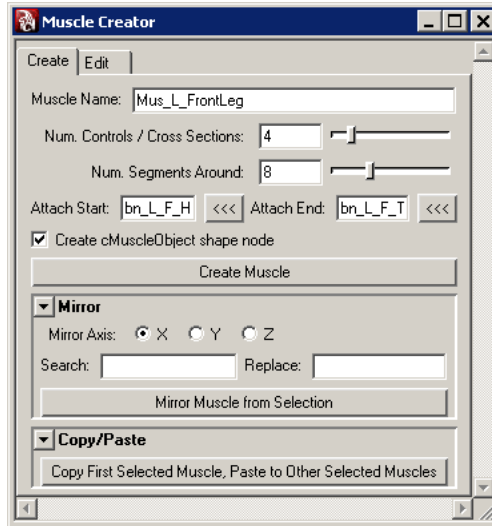 Muscle Creator
Create Edit
Muscle Name: Mus_L_FrontLeg
Num. Controls / Cross Sections: 4
Num. Segments Around: 8
Attach Start: bn_L_F_H <<< Attach End: bn_L_F_T <<<
Create cMuscleObject shape node
Create Muscle
Mirror
Mirror Axis: X Y Z
Search: Replace:
Mirror Muscle from Selection
Copy/Paste
Copy First Selected Muscle, Paste to Other Selected Muscles